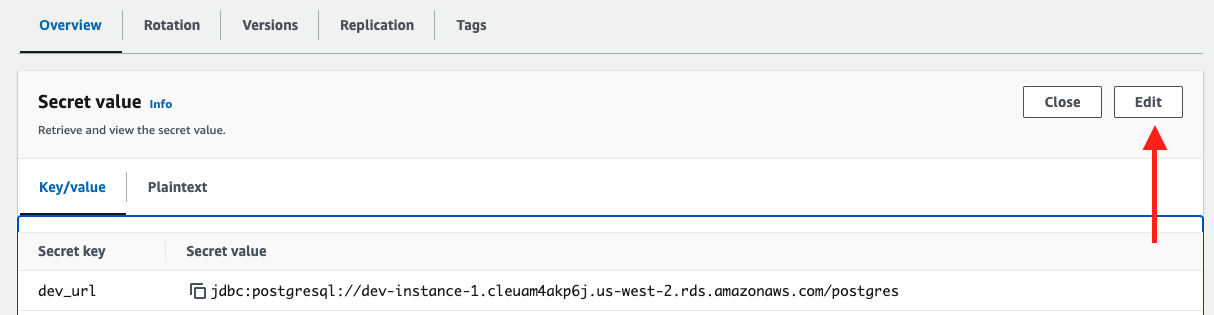 Overview Rotation Versions Replication Tags
Secret value Info
Close Edit
Retrieve and view the secret value.
Key/value Plaintext
Secret key Secret value
dev_url jdbc:postgresql://dev-instance-1.cleuam4akp6j.us-west-2.rds.amazonaws.com/postgres